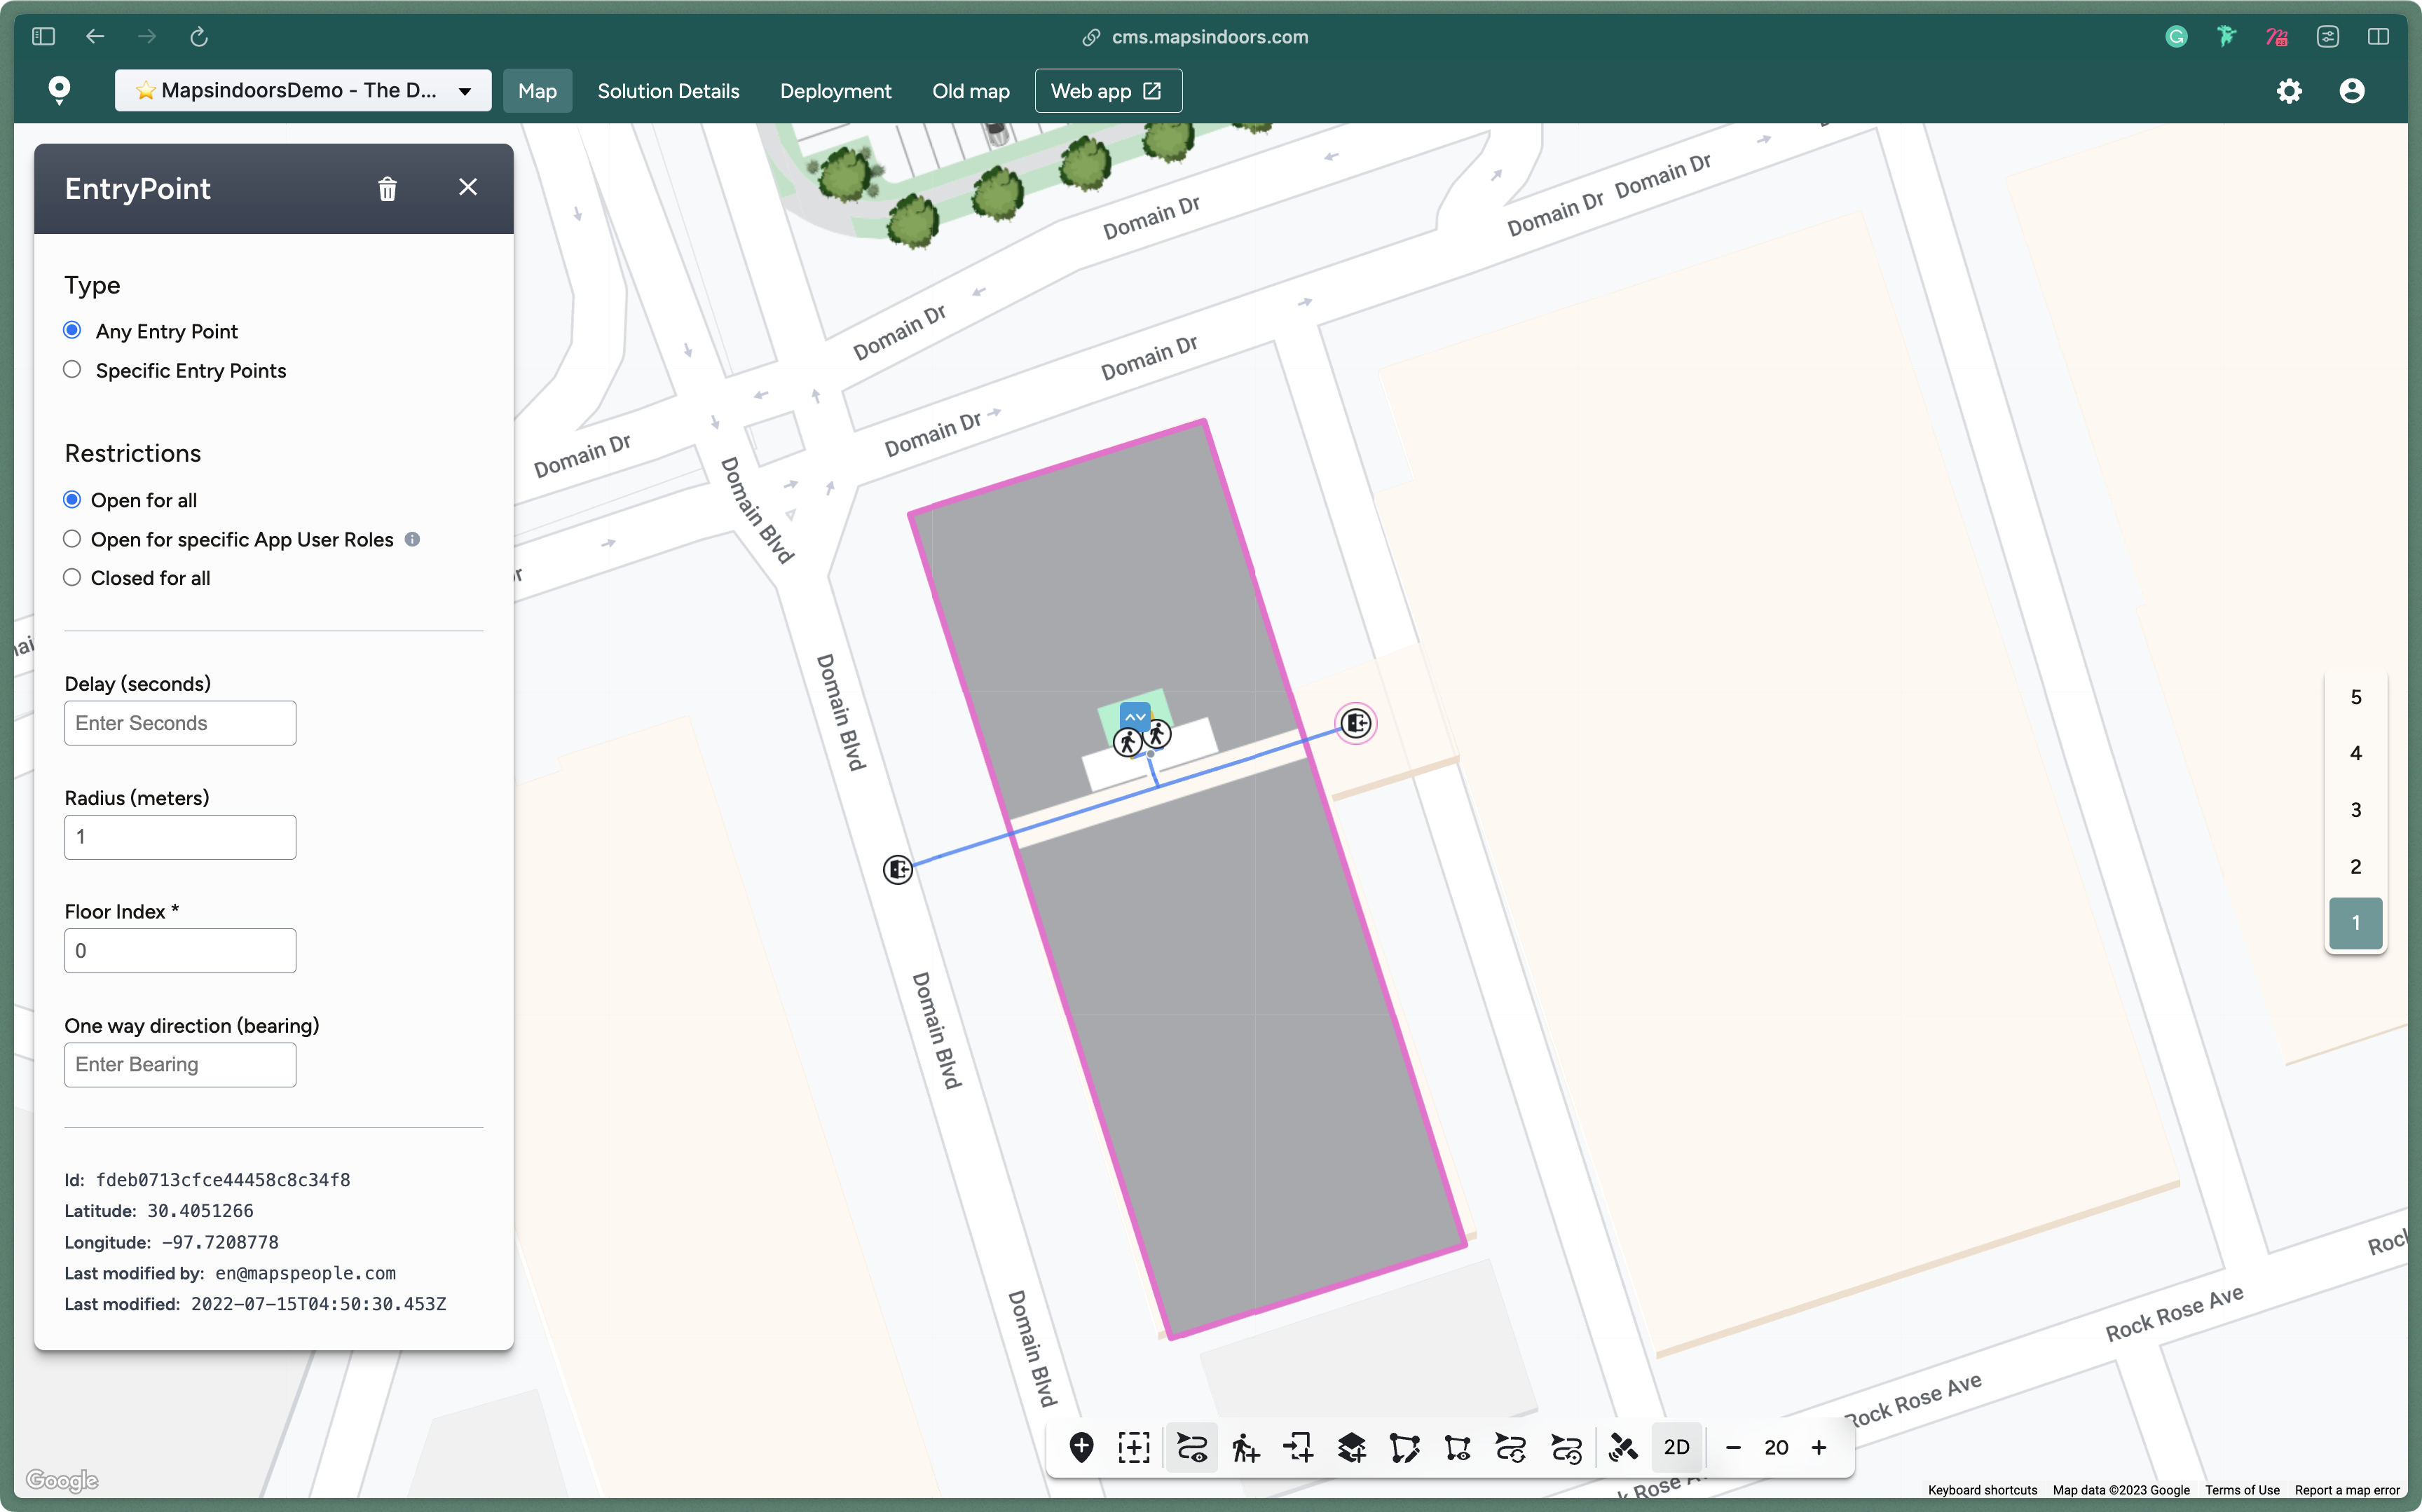 cms.mapsindoors.com
MapsindoorsDemo - The D...
Map
Solution Details
Deployment
Old map
Web app
EntryPoint
Type
Any Entry Point
Specific Entry Points
Restrictions
Open for all
Open for specific App User Roles
Closed for all
Delay (seconds)
Enter Seconds
Radius (meters)
1
Floor Index *
0
One way direction (bearing)
Enter Bearing
Id: fdeb0713cfce44458c8c34f8
Latitude: 30.4051266
Longitude: -97.7208778
Last modified by: en@mapspeople.com
Last modified: 2022-07-15T04:50:30.453Z
Domain Dr
Domain Dr
Domain Dr
Domain Dr
Domain Dr
Domain Dr
Domain Dr
Domain Blvd
Domain Blvd
Domain Blvd
Domain Blvd
Rock Rose Ave
Rock Rose Ave
5
4
3
2
1
2D
20
Google
Keyboard shortcuts
Map data ©2023 Google
Terms of Use
Report a map error